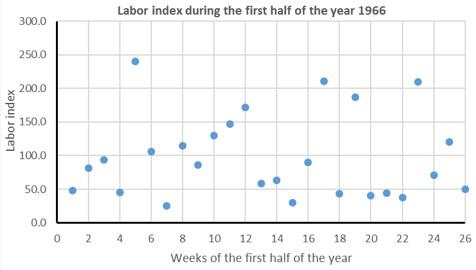 Labor index during the first half of the year 1966
300.0
250.0
200.0
150.0
100.0
50.0
0.0
Labor index
0 2 4 6 8 10 12 14 16 18 20 22 24 26
Weeks of the first half of the year